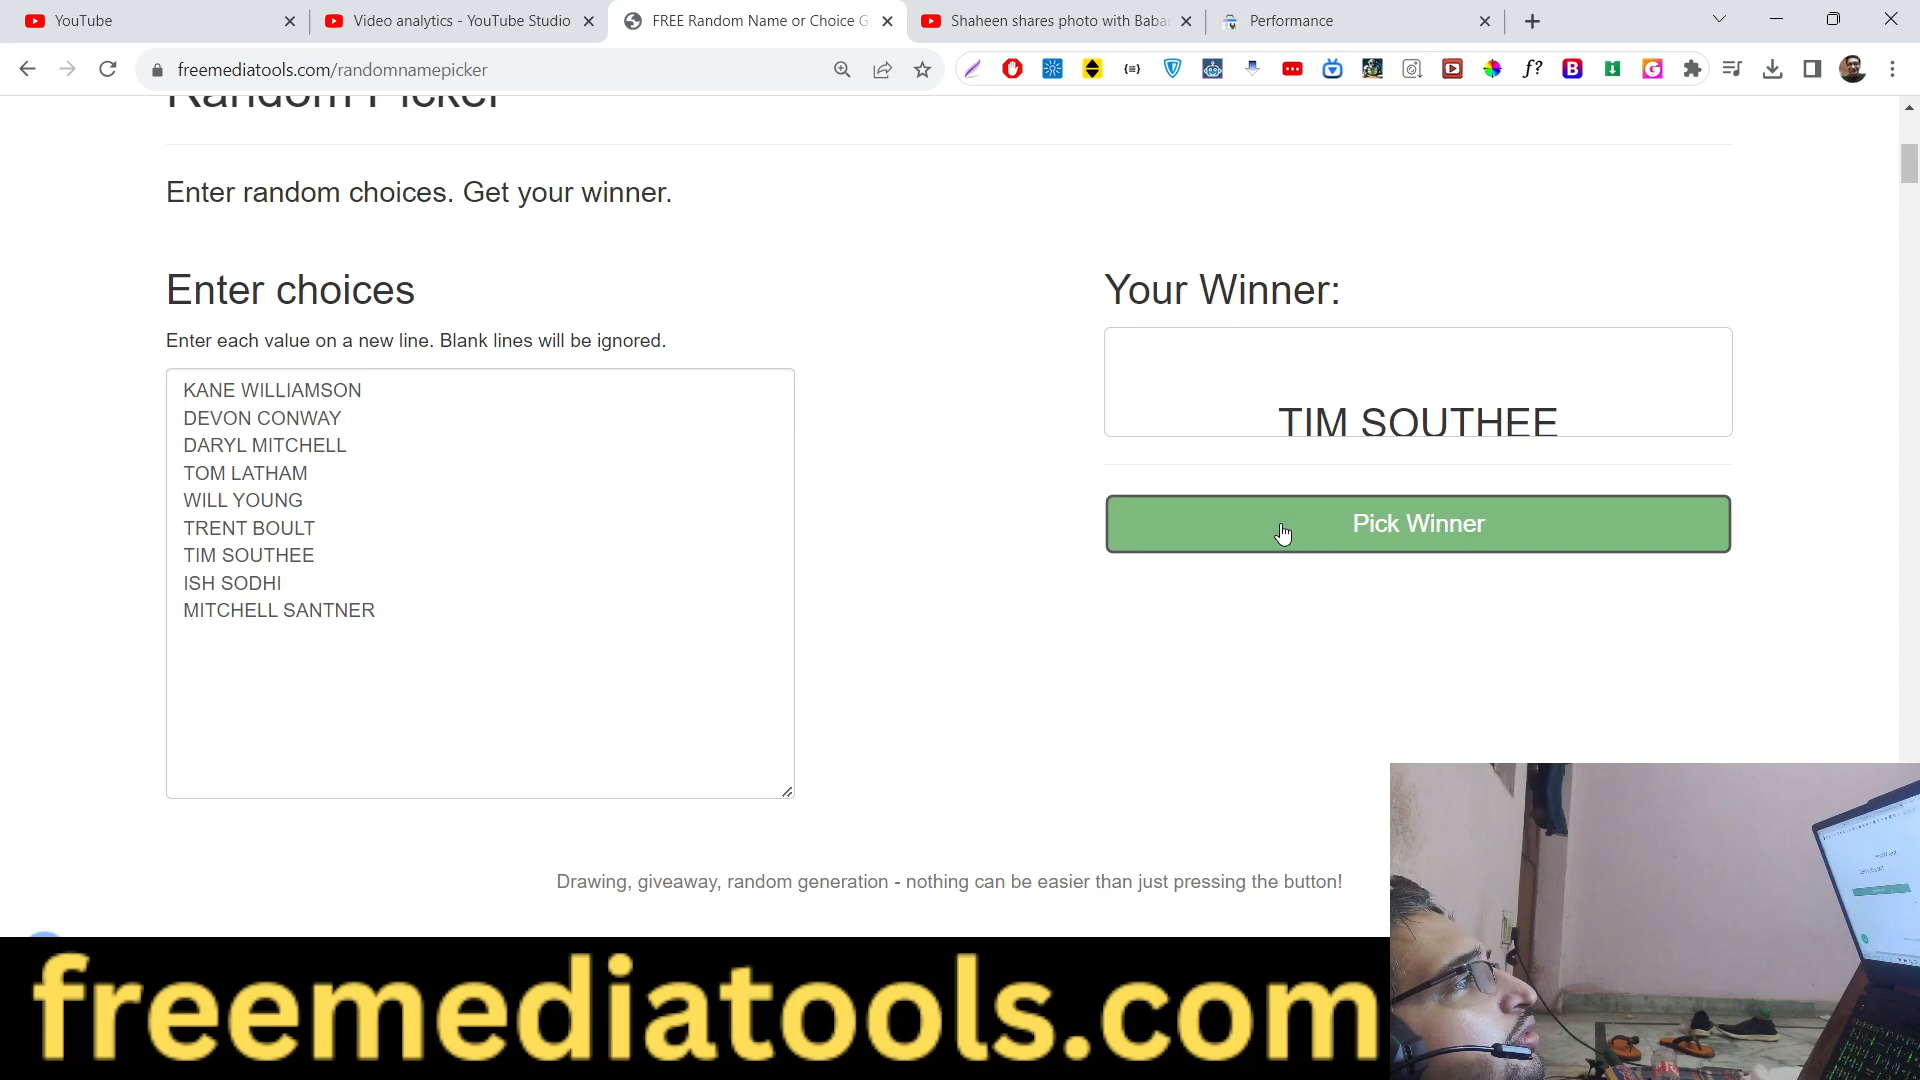 YouTube
Video analytics - YouTube Studio
FREE Random Name or Choice G
Shaheen shares photo with Baba
Performance
freemediatools.com/randomnamepicker
Random Picker
Enter random choices. Get your winner.
Enter choices
Your Winner:
Enter each value on a new line. Blank lines will be ignored.
KANE WILLIAMSON
DEVON CONWAY
DARYL MITCHELL
TOM LATHAM
WILL YOUNG
TRENT BOULT
TIM SOUTHEE
ISH SODHI
MITCHELL SANTNER
TIM SOUTHEE
Pick Winner
Drawing, giveaway, random generation - nothing can be easier than just pressing the button!
freemediatools.com